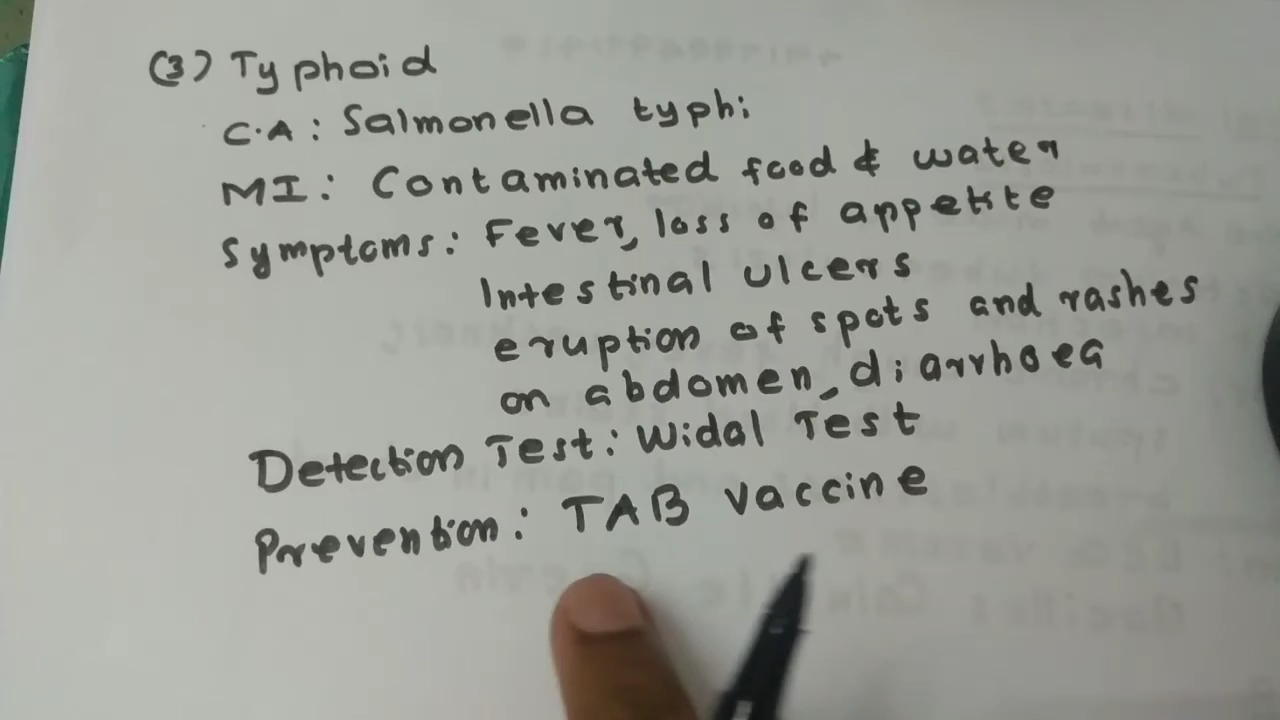 (3) Typhoid
C.A: Salmonella typhi
MI: Contaminated food & water
Symptoms: Fever, loss of appetite
Intestinal ulcers
eruption of spots and rashes
on abdomen, diarrhoea
Detection Test: Widal Test
Prevention: TAB vaccine